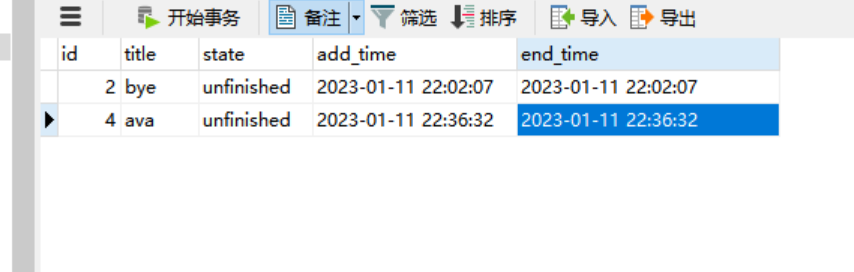 开始事务 备注 筛选 排序 导入 导出
id title state add_time end_time
2 bye unfinished 2023-01-11 22:02:07 2023-01-11 22:02:07
4 ava unfinished 2023-01-11 22:36:32 2023-01-11 22:36:32